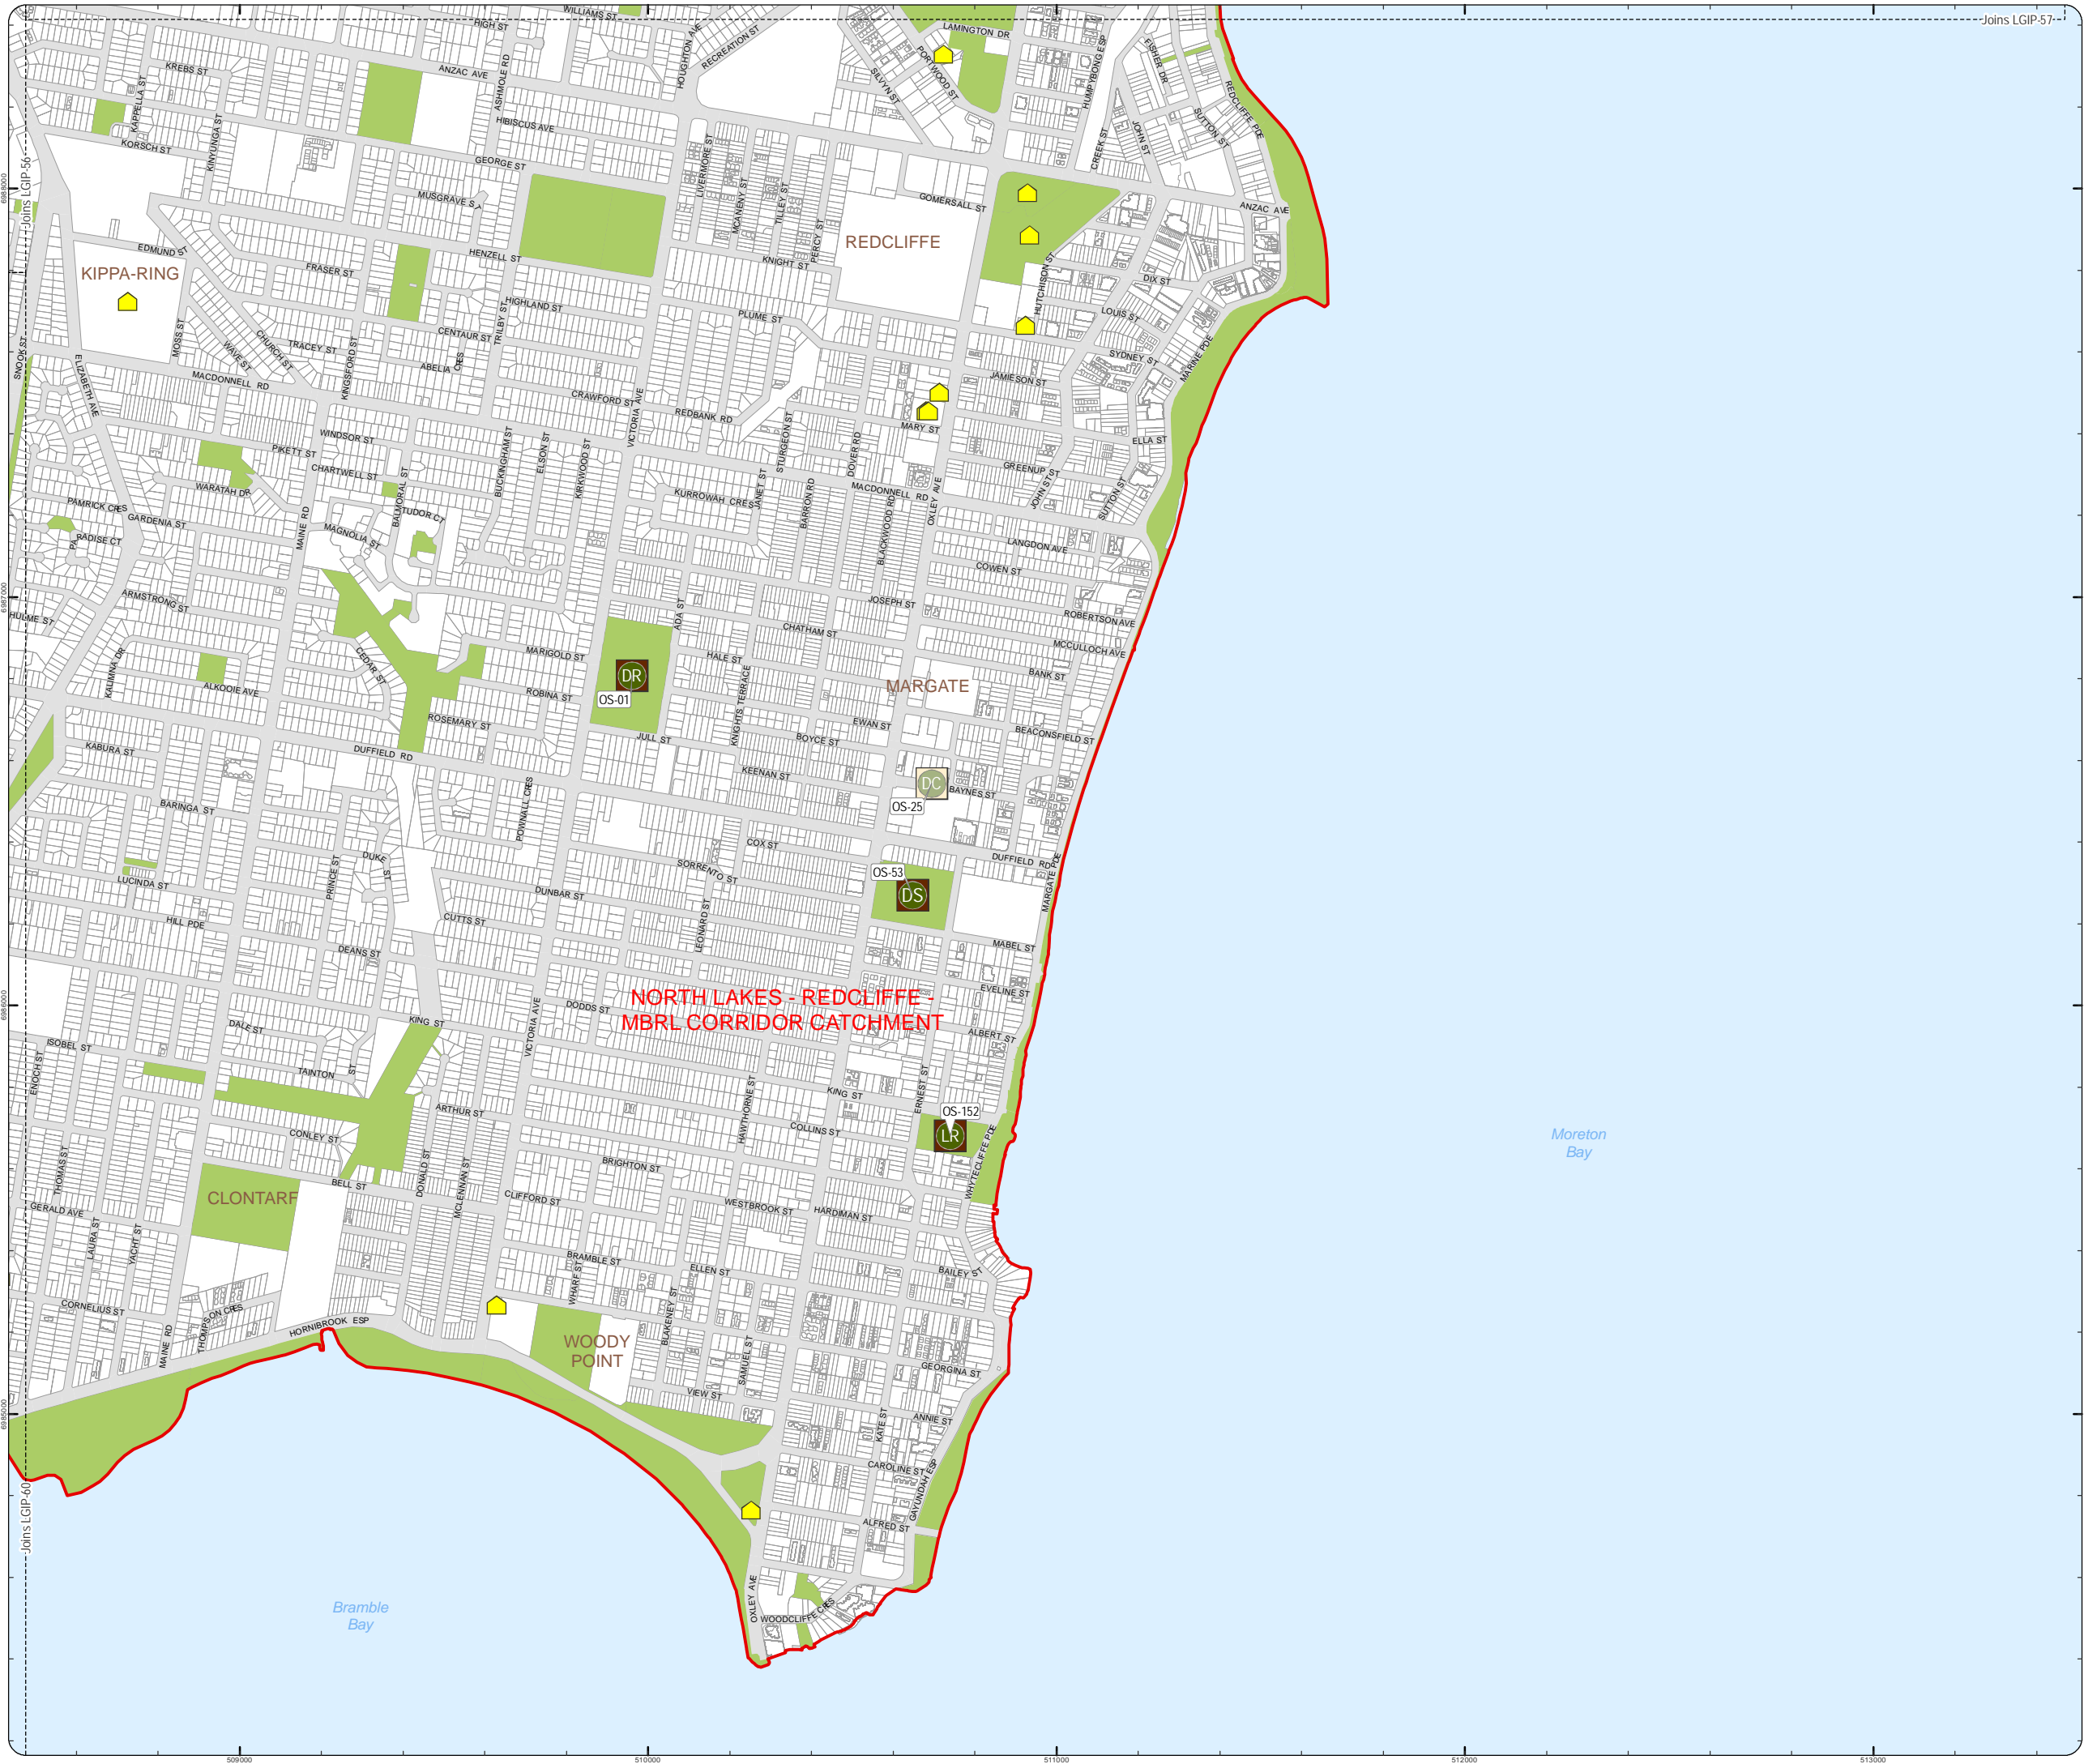 WILLIAMS ST
HIGH ST
LAMINGTON DR
Joins LGIP-57
HOUGHTON AVE
RECREATION ST
PORTWOOD ST
HUMPYBONG ESP
FISHER DR
KREBS ST
ANZAC AVE
ASHMOLE RD
SILVYN ST
REDCLIFFE PDE
KAPPELLA ST
HIBISCUS AVE
SUTTON ST
JOHN ST
CREEK ST
KORSCH ST
KINYUNGA ST
GEORGE ST
LIVERMORE ST
MCANENY ST
TILLEY ST
PERCY ST
Joins LGIP-56
6988000
MUSGRAVE ST
GOMERSALL ST
ANZAC AVE
REDCLIFFE
EDMUND ST
HENZELL ST
KNIGHT ST
KIPPA-RING
FRASER ST
HUTCHISON ST
DIX ST
HIGHLAND ST
PLUME ST
LOUIS ST
MOSS ST
WAVE ST
CHURCH ST
TRACEY ST
KINGSFORD ST
CENTAUR ST
TRILBY ST
ABELIA CRES
SYDNEY ST
MARINE PDE
SNOOK ST
ELIZABETH AVE
MACDONNELL RD
JAMIESON ST
CRAWFORD ST
VICTORIA AVE
REDBANK RD
MARY ST
WINDSOR ST
PIKETT ST
ELLA ST
CHARTWELL ST
BALMORAL ST
BUCKINGHAM ST
ELSON ST
KIRKWOOD ST
STURGEON ST
DOVER RD
GREENUP ST
WARATAH DR
KURROWAH CRES
JANET ST
BARRON RD
MACDONNELL RD
OXLEY AVE
JOHN ST
SUTTON ST
PAMRICK CRES
GARDENIA ST
TUDOR CT
MAINE RD
MAGNOLIA ST
BLACKWOOD RD
PARADISE CT
LANGDON AVE
COWEN ST
6987000
ARMSTRONG ST
HULME ST
JOSEPH ST
ADA ST
ROBERTSON AVE
CHATHAM ST
MCCULLOCH AVE
MARIGOLD ST
HALE ST
CEDAR ST
KALIMNA DR
ALKOOIE AVE
DR
BANK ST
MARGATE
OS-01
ROBINA ST
KNIGHTS TERRACE
ROSEMARY ST
EWAN ST
JULL ST
BOYCE ST
BEACONSFIELD ST
KABURA ST
DUFFIELD RD
KEENAN ST
DC
BAYNES ST
OS-25
BARINGA ST
POWNALL CRES
COX ST
DUFFIELD RD
DUKE ST
SORRENTO ST
OS-53
LUCINDA ST
PRINCE ST
DUNBAR ST
DS
MARGATE PDE
HILL PDE
CUTTS ST
LEONARD ST
DEANS ST
MABEL ST
EVELINE ST
NORTH LAKES - REDCLIFFE -
MBRL CORRIDOR CATCHMENT
6986000
DODDS ST
KING ST
DALE ST
VICTORIA AVE
ALBERT ST
ISOBEL ST
TAINTON ST
ENOCH ST
HAWTHORNE ST
KING ST
ERNEST ST
ARTHUR ST
OS-152
COLLINS ST
LR
CONLEY ST
Moreton
Bay
BRIGHTON ST
WHYTECLIFFE PDE
THOMAS ST
BELL ST
DONALD ST
MCLENNAN ST
CLONTARF
CLIFFORD ST
WESTBROOK ST
HARDIMAN ST
GERALD AVE
LAURA ST
YACHT ST
BRAMBLE ST
ELLEN ST
BAILEY ST
WHARF ST
CORNELIUS ST
THOMPSON CRES
HORNIBROOK ESP
BLAKENEY ST
MAINE RD
WOODY
POINT
SAMUEL ST
GEORGINA ST
VIEW ST
6985000
ANNIE ST
KATE ST
CAROLINE ST
GAYUNDAH ESP
Joins LGIP-60
ALFRED ST
Bramble
Bay
OXLEY AVE
WOODCLIFFE CRES
509000
510000
511000
512000
513000